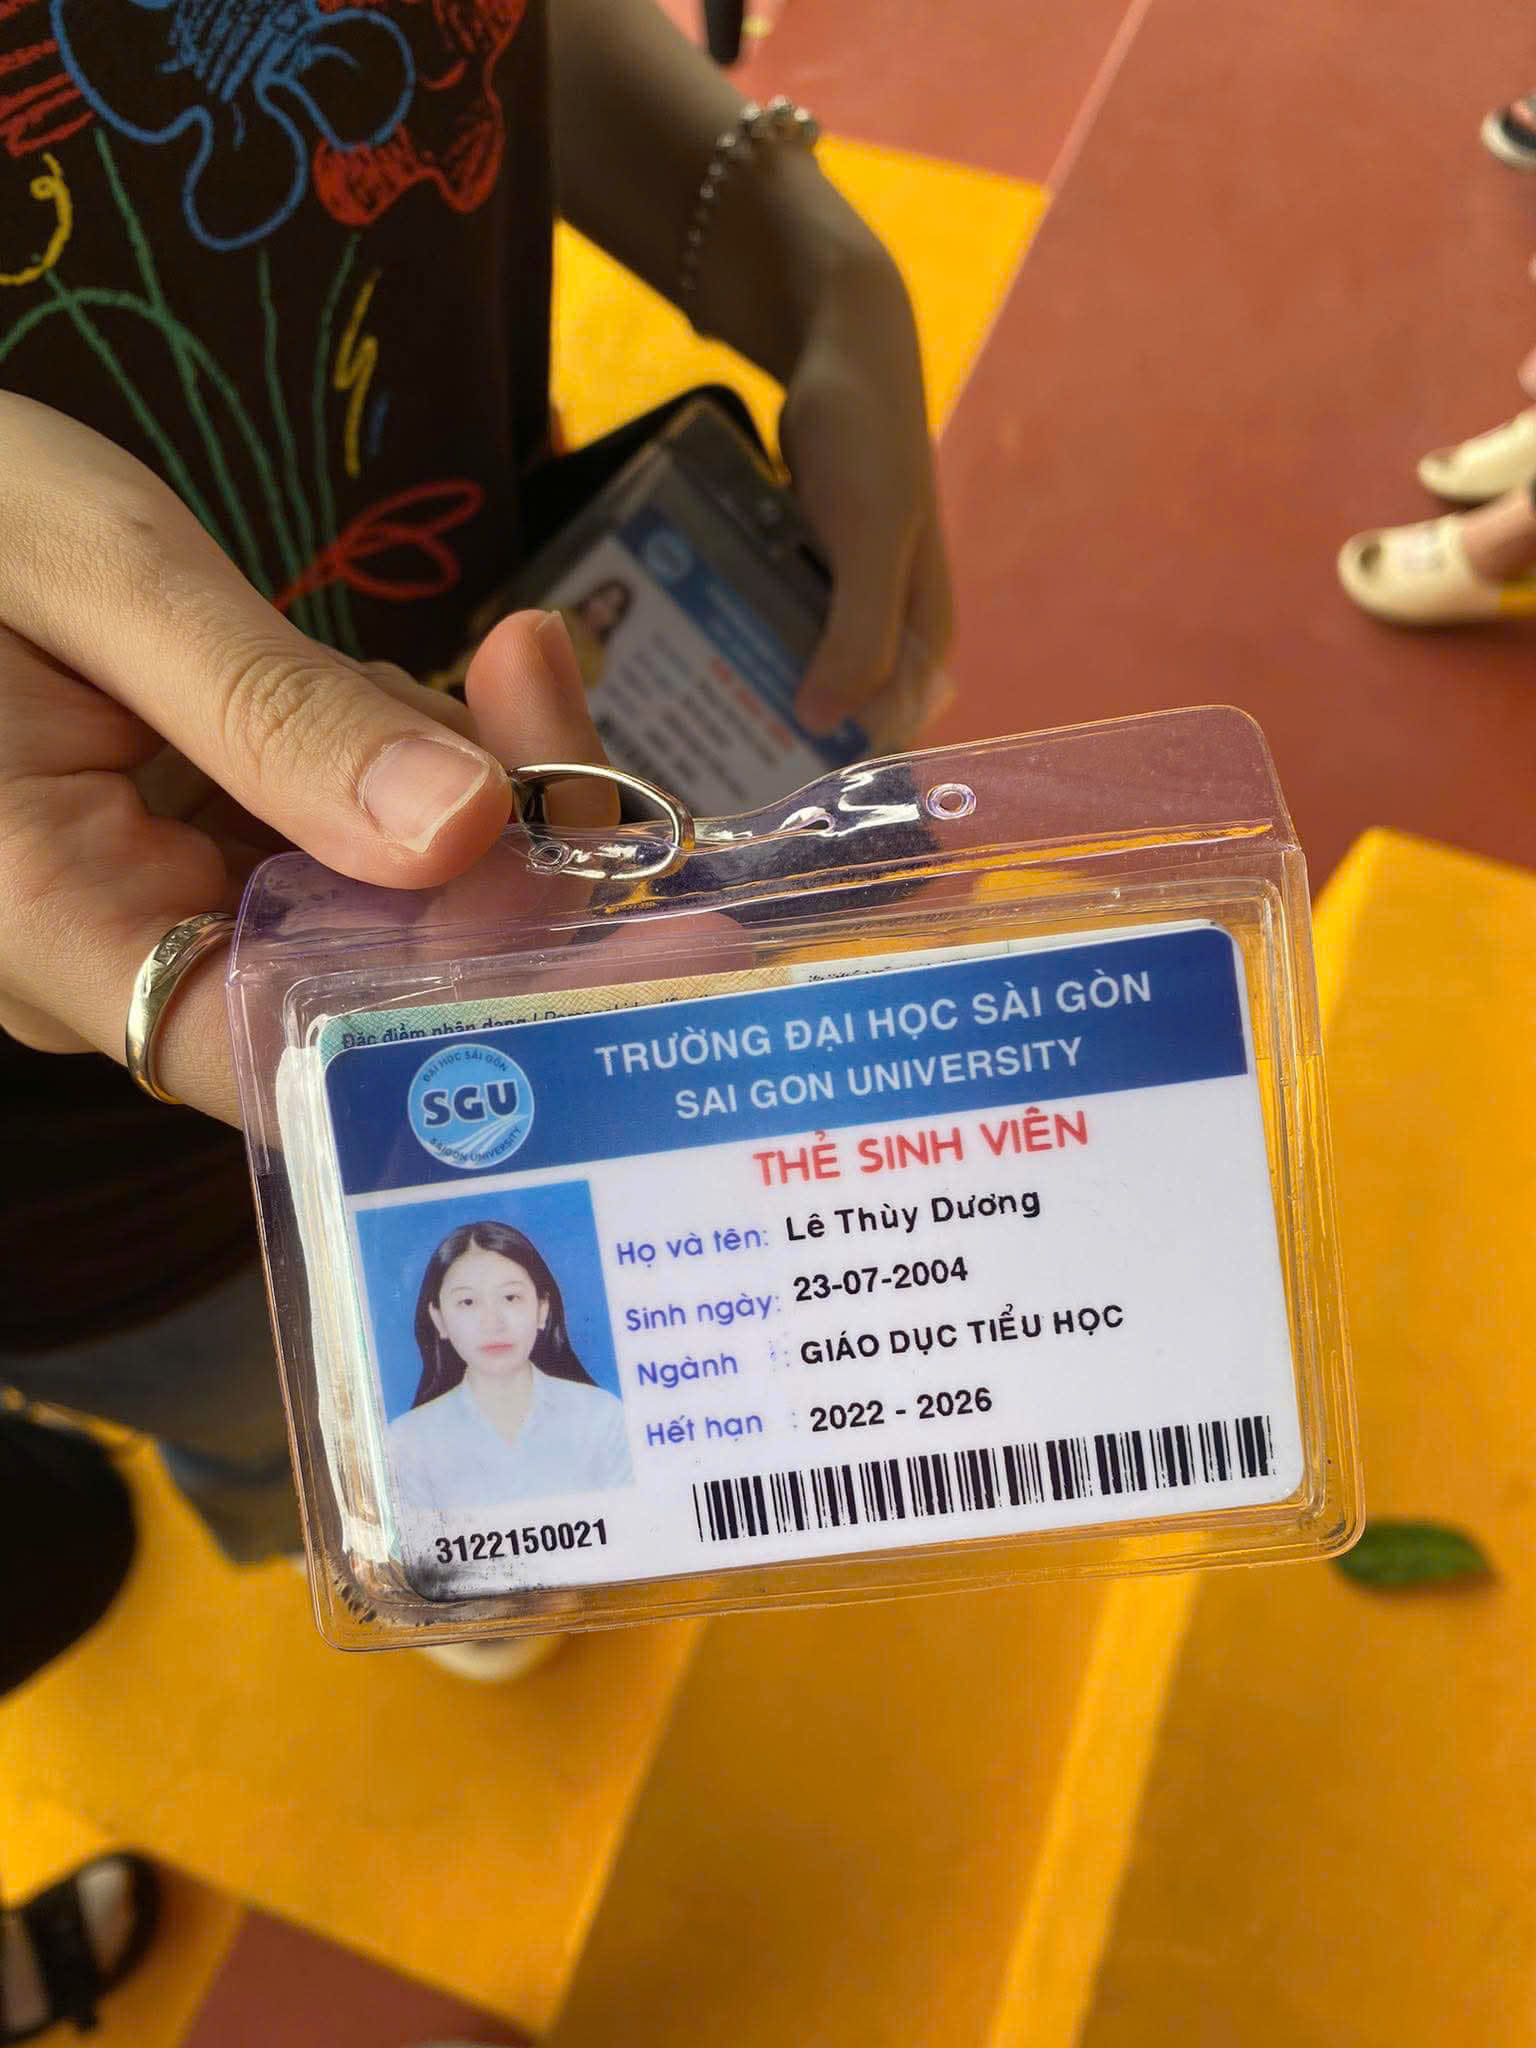 Đặc điểm nhận dạng /
TRƯỜNG ĐẠI HỌC SÀI GÒN
SAI GON UNIVERSITY
ĐẠI HỌC SÀI GÒN
SGU
SAIGON UNIVERSITY
THẺ SINH VIÊN
Họ và tên: Lê Thùy Dương
Sinh ngày: 23-07-2004
Ngành : GIÁO DỤC TIỂU HỌC
Hết hạn : 2022 - 2026
3122150021